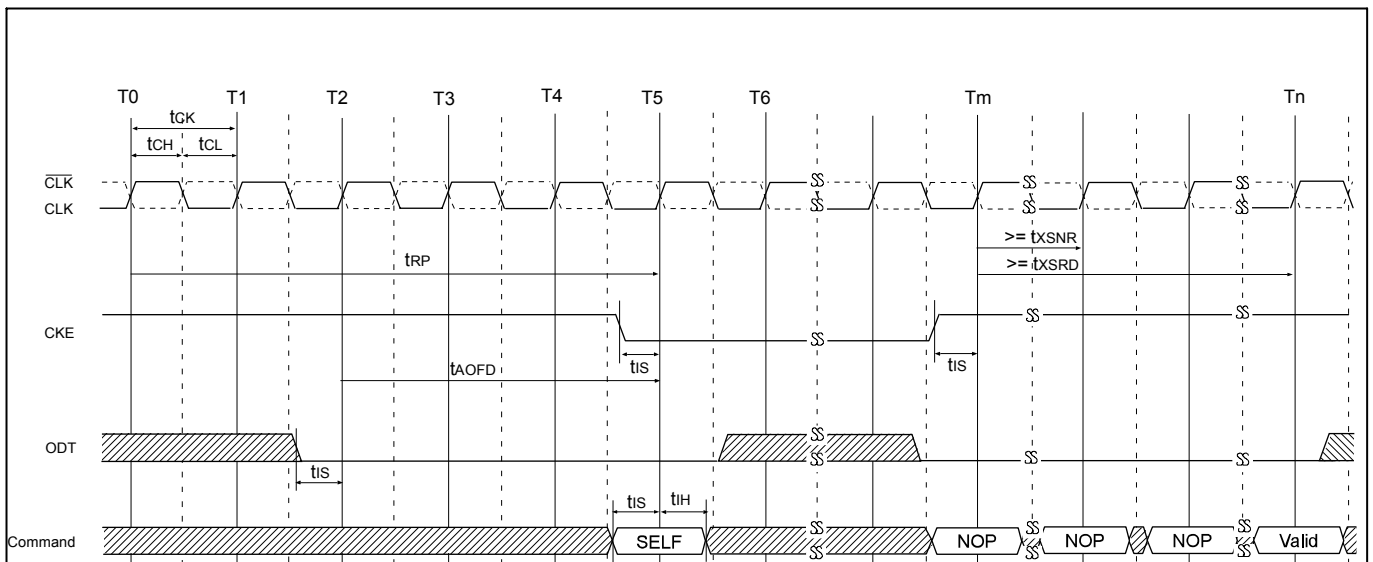 T0 T1 T2 T3 T4 T5 T6 Tm Tn
tCK
tCH tCL
CLK
CLK
>= tXSNR
tRP >= tXSRD
CKE
tIS tIS
tAOFD
ODT
tIS
tIS tIH
Command SELF NOP NOP NOP Valid